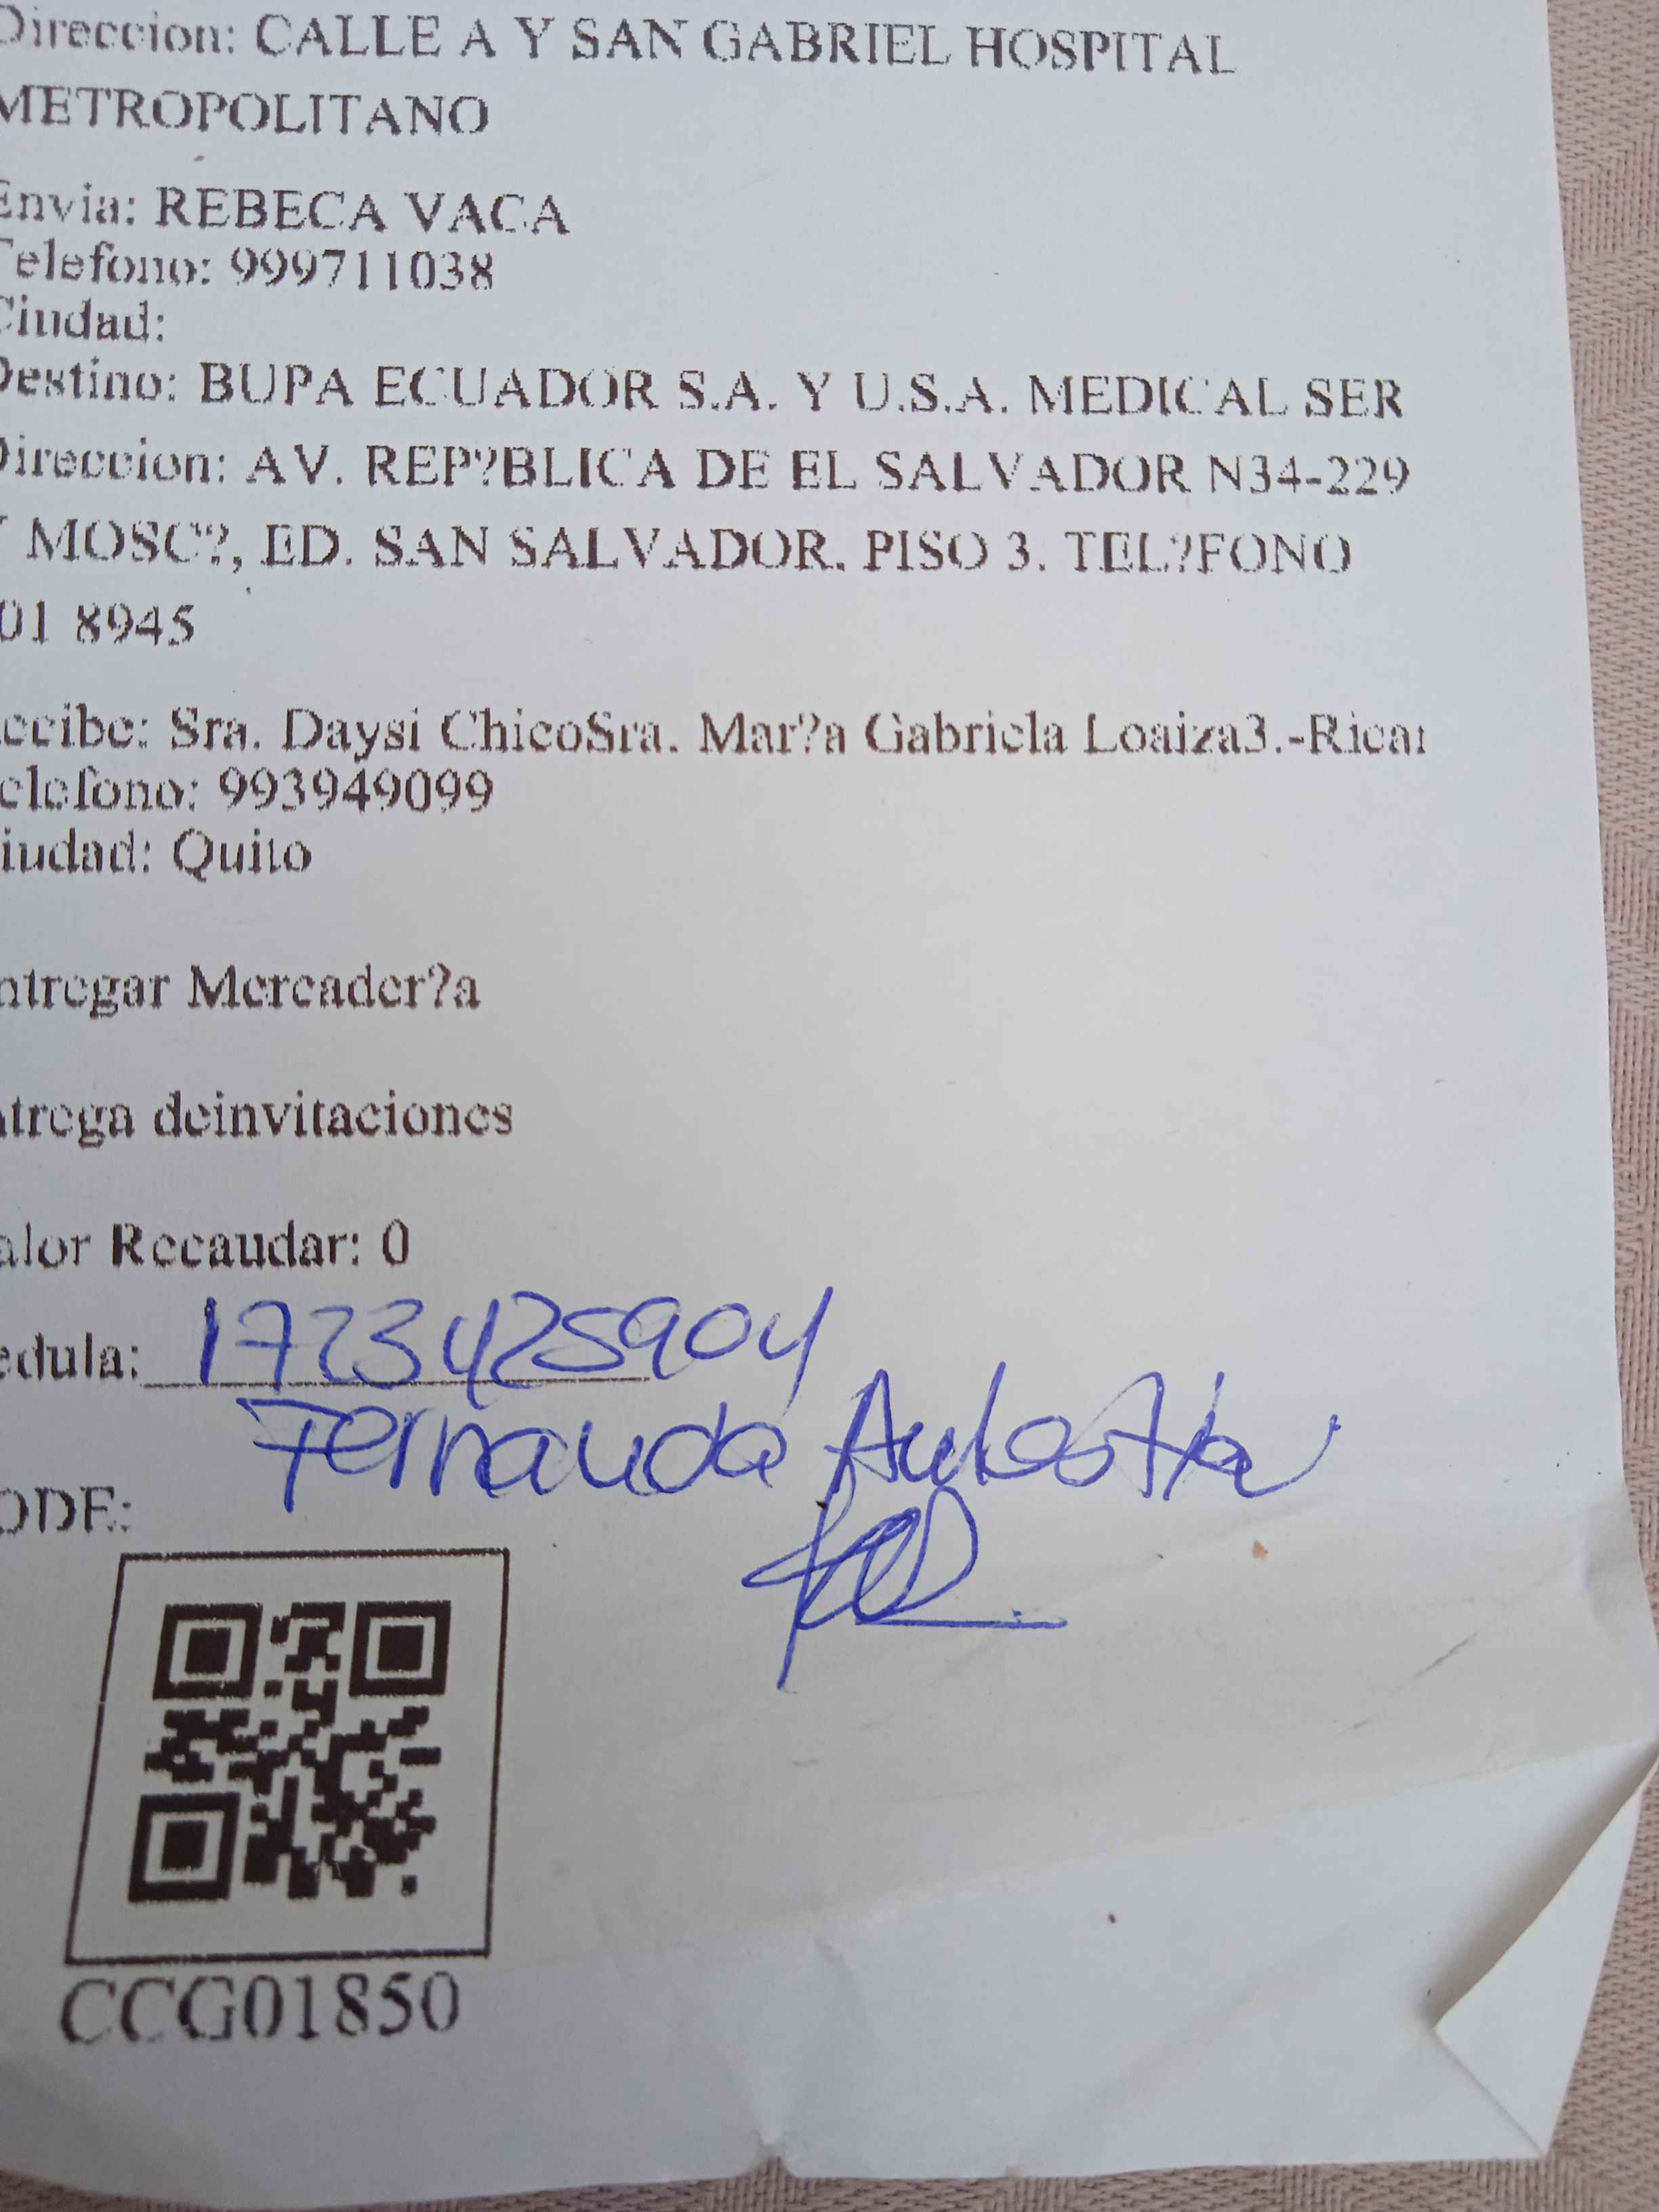 Direccion: CALLE A Y SAN GABRIEL HOSPITAL
METROPOLITANO
Envia: REBECA VACA
Telefono: 999711038
Ciudad:
Destino: BUPA ECUADOR S.A. Y U.S.A. MEDICAL SER
Direccion: AV. REP?BLICA DE EL SALVADOR N34-229
Y MOSC?, ED. SAN SALVADOR. PISO 3. TEL?FONO
01 8945
ecibe: Sra. Daysi ChicoSra. Mar?a Gabriela Loaiza3.-Ricar
elefono: 993949099
iudad: Quito
ntregar Mercader?a
ntrega deinvitaciones
alor Recaudar: 0
edula: 1723425904
Fernanda Aulestia
ODE:
CCG01850